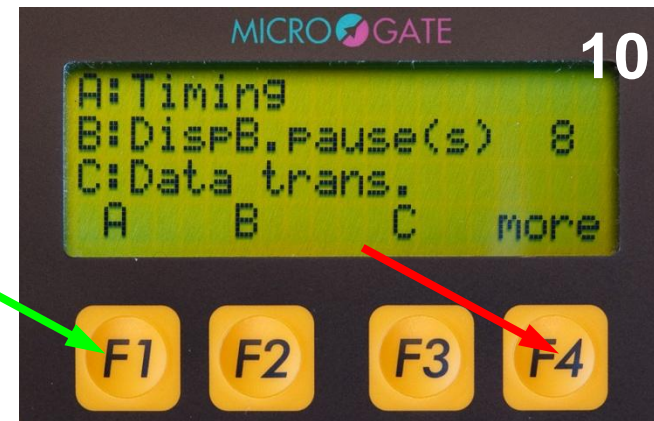 MICRO GATE
10
A:Timing
B:DispB.pause(s) 8
C:Data trans.
A B C more
F1 F2 F3 F4